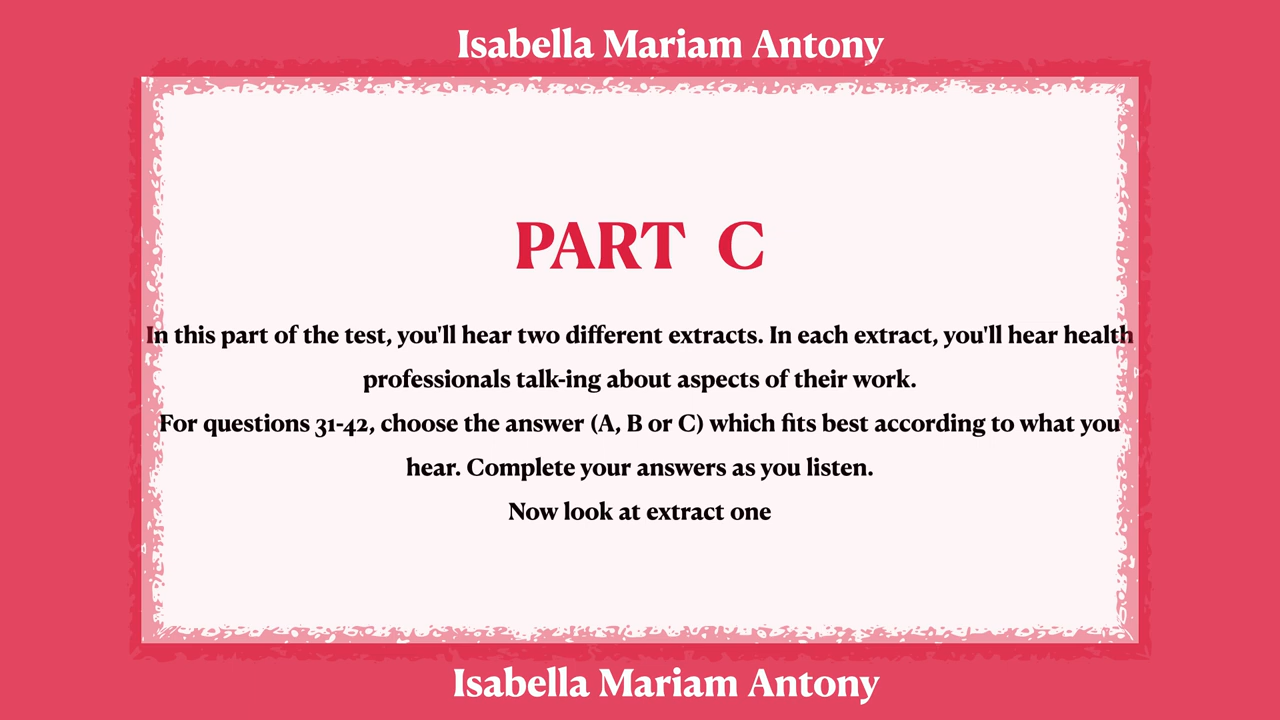 Isabella Mariam Antony
PART C
In this part of the test, you'll hear two different extracts. In each extract, you'll hear health
professionals talk-ing about aspects of their work.
For questions 31-42, choose the answer (A, B or C) which fits best according to what you
hear. Complete your answers as you listen.
Now look at extract one
Isabella Mariam Antony